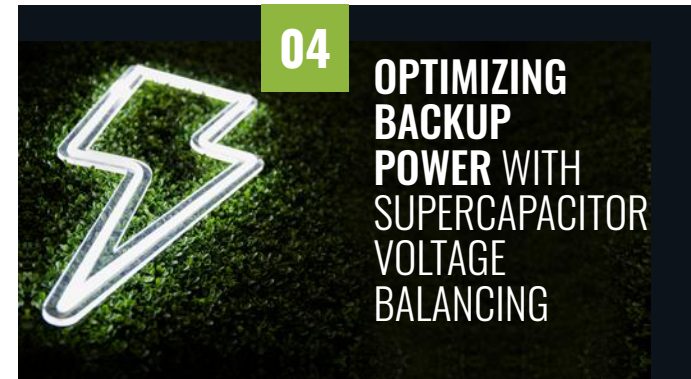 04
OPTIMIZING
BACKUP
POWER WITH
SUPERCAPACITOR
VOLTAGE
BALANCING